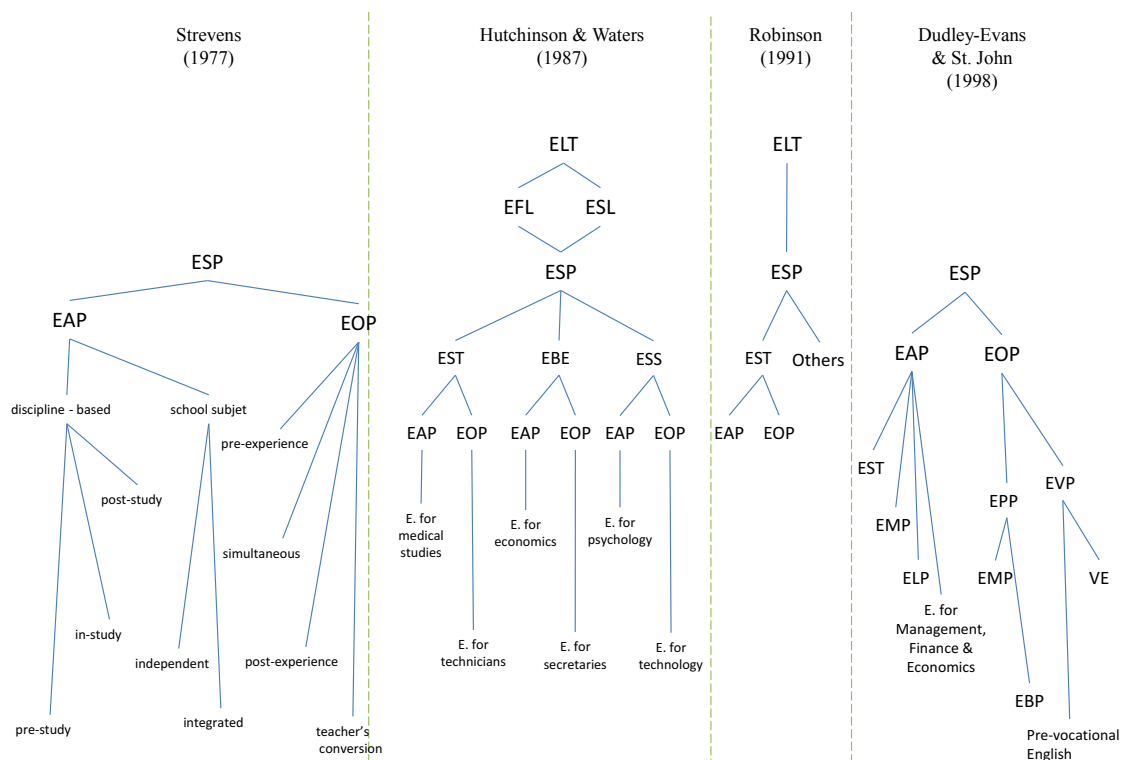 Strevens
(1977)
Hutchinson & Waters
(1987)
Robinson
(1991)
Dudley-Evans
& St. John
(1998)
ESP
EAP
EOP
discipline - based
school subjet
pre-experience
post-study
simultaneous
in-study
independent
post-experience
pre-study
integrated
teacher's
conversion
ELT
EFL
ESL
ESP
EST
EBE
ESS
EAP
EOP
EAP
EOP
EAP
EOP
E. for
medical
studies
E. for
economics
E. for
psychology
E. for
technicians
E. for
secretaries
E. for
technology
ELT
ESP
EST
Others
EAP
EOP
ESP
EAP
EOP
EST
EMP
ELP
E. for
Management,
Finance &
Economics
EPP
EVP
EMP
VE
EBP
Pre-vocational
English